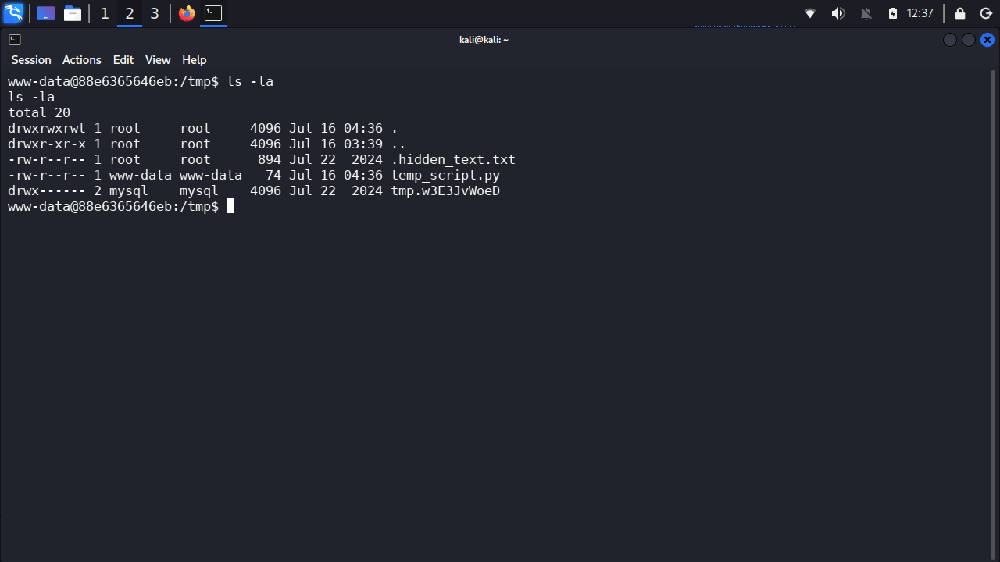 1 2 3 12:37
kali@kali: ~
Session Actions Edit View Help
www-data@88e6365646eb:/tmp$ ls -la
ls -la
total 20
drwxrwxrwt 1 root     root     4096 Jul 16 04:36 .
drwxr-xr-x 1 root     root     4096 Jul 16 03:39 ..
-rw-r--r-- 1 root     root      894 Jul 22  2024 .hidden_text.txt
-rw-r--r-- 1 www-data www-data   74 Jul 16 04:36 temp_script.py
drwx------ 2 mysql    mysql    4096 Jul 22  2024 tmp.w3E3JvWoeD
www-data@88e6365646eb:/tmp$